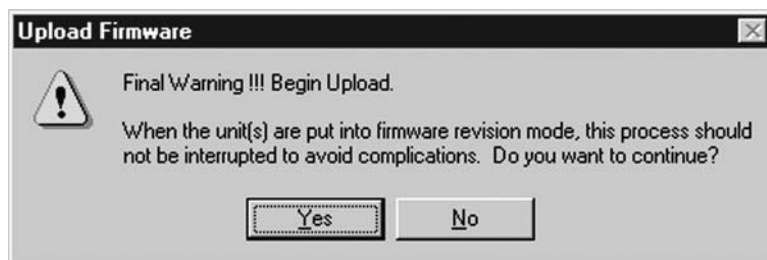 Upload Firmware
Final Warning !!! Begin Upload.
When the unit(s) are put into firmware revision mode, this process should
not be interrupted to avoid complications.  Do you want to continue?
Yes
No